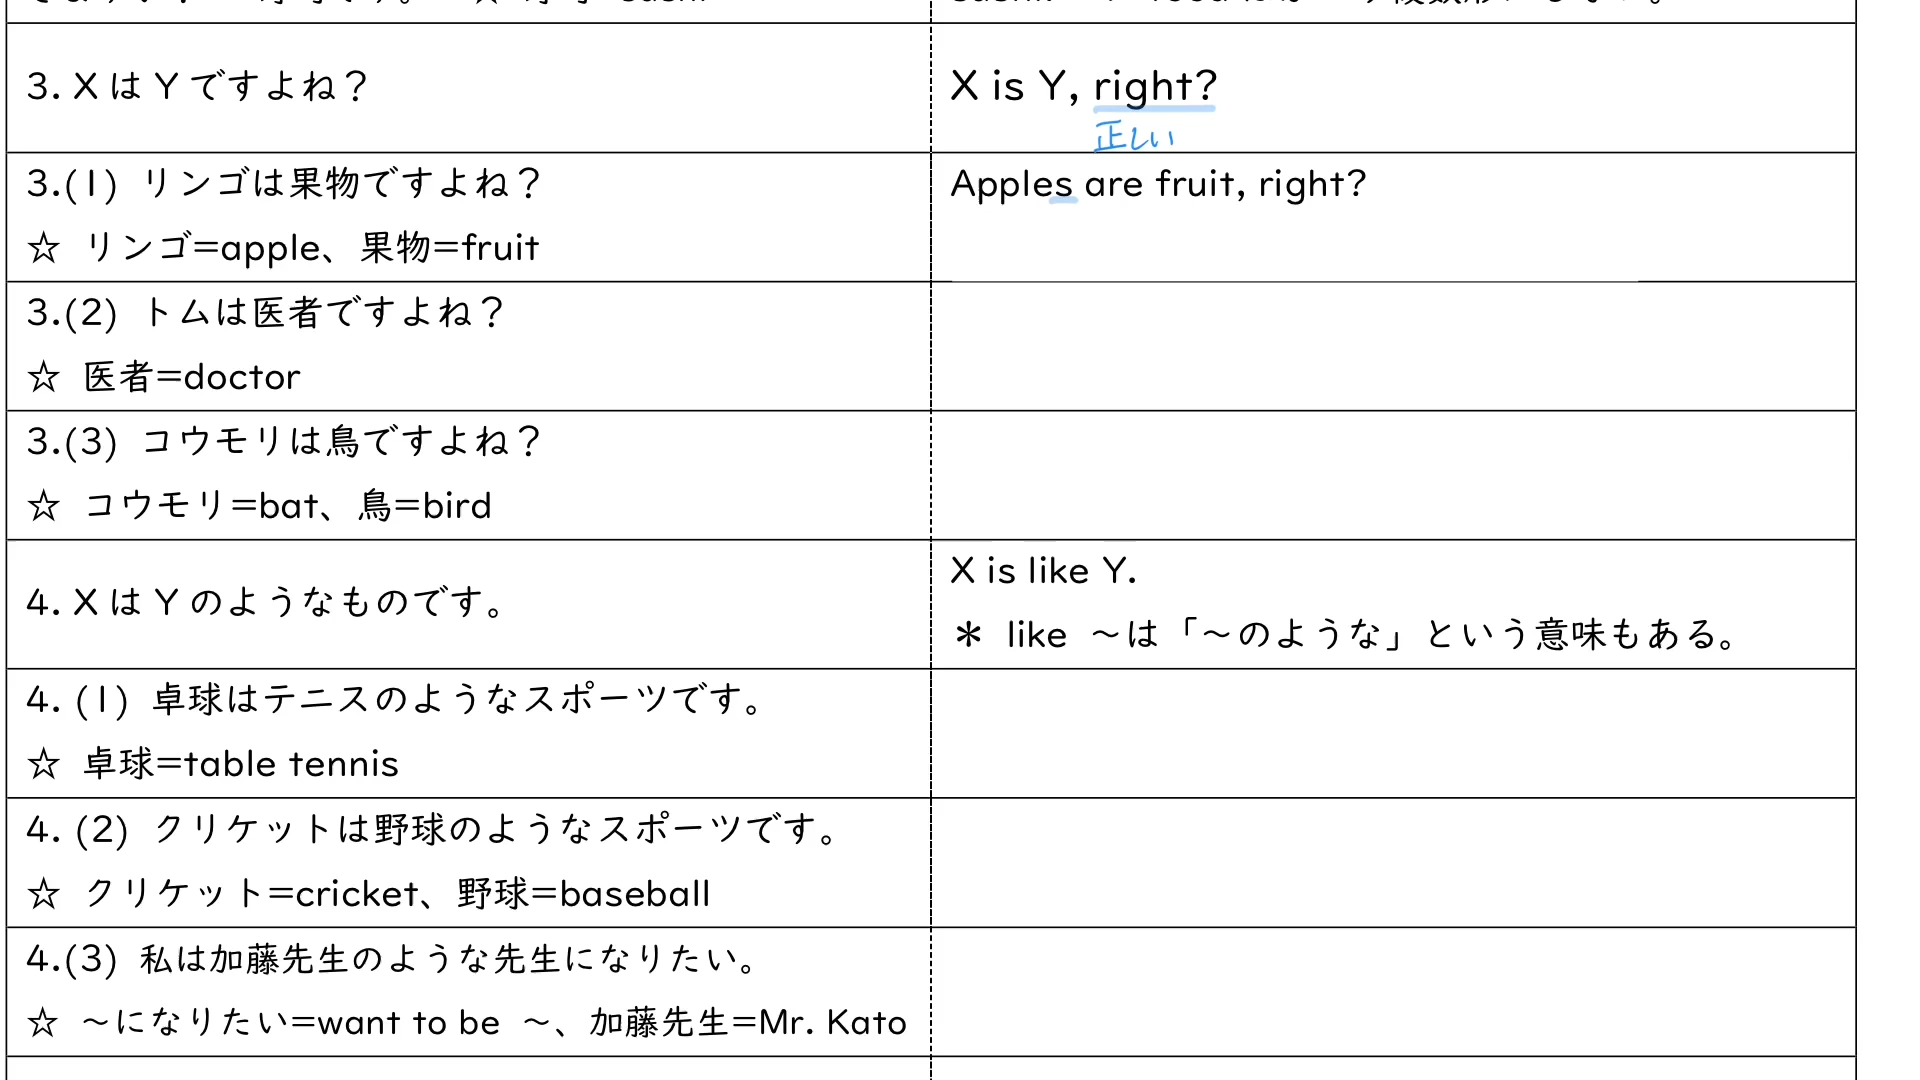 3. X は Y ですよね？
X is Y, right?
正しい
3.(1) リンゴは果物ですよね？
☆ リンゴ=apple、果物=fruit
Apples are fruit, right?
3.(2) トムは医者ですよね？
☆ 医者=doctor
3.(3) コウモリは鳥ですよね？
☆ コウモリ=bat、鳥=bird
4. X は Y のようなものです。
X is like Y.
＊ like ～は「～のような」という意味もある。
4. (1) 卓球はテニスのようなスポーツです。
☆ 卓球=table tennis
4. (2) クリケットは野球のようなスポーツです。
☆ クリケット=cricket、野球=baseball
4.(3) 私は加藤先生のような先生になりたい。
☆ ～になりたい=want to be ～、加藤先生=Mr. Kato